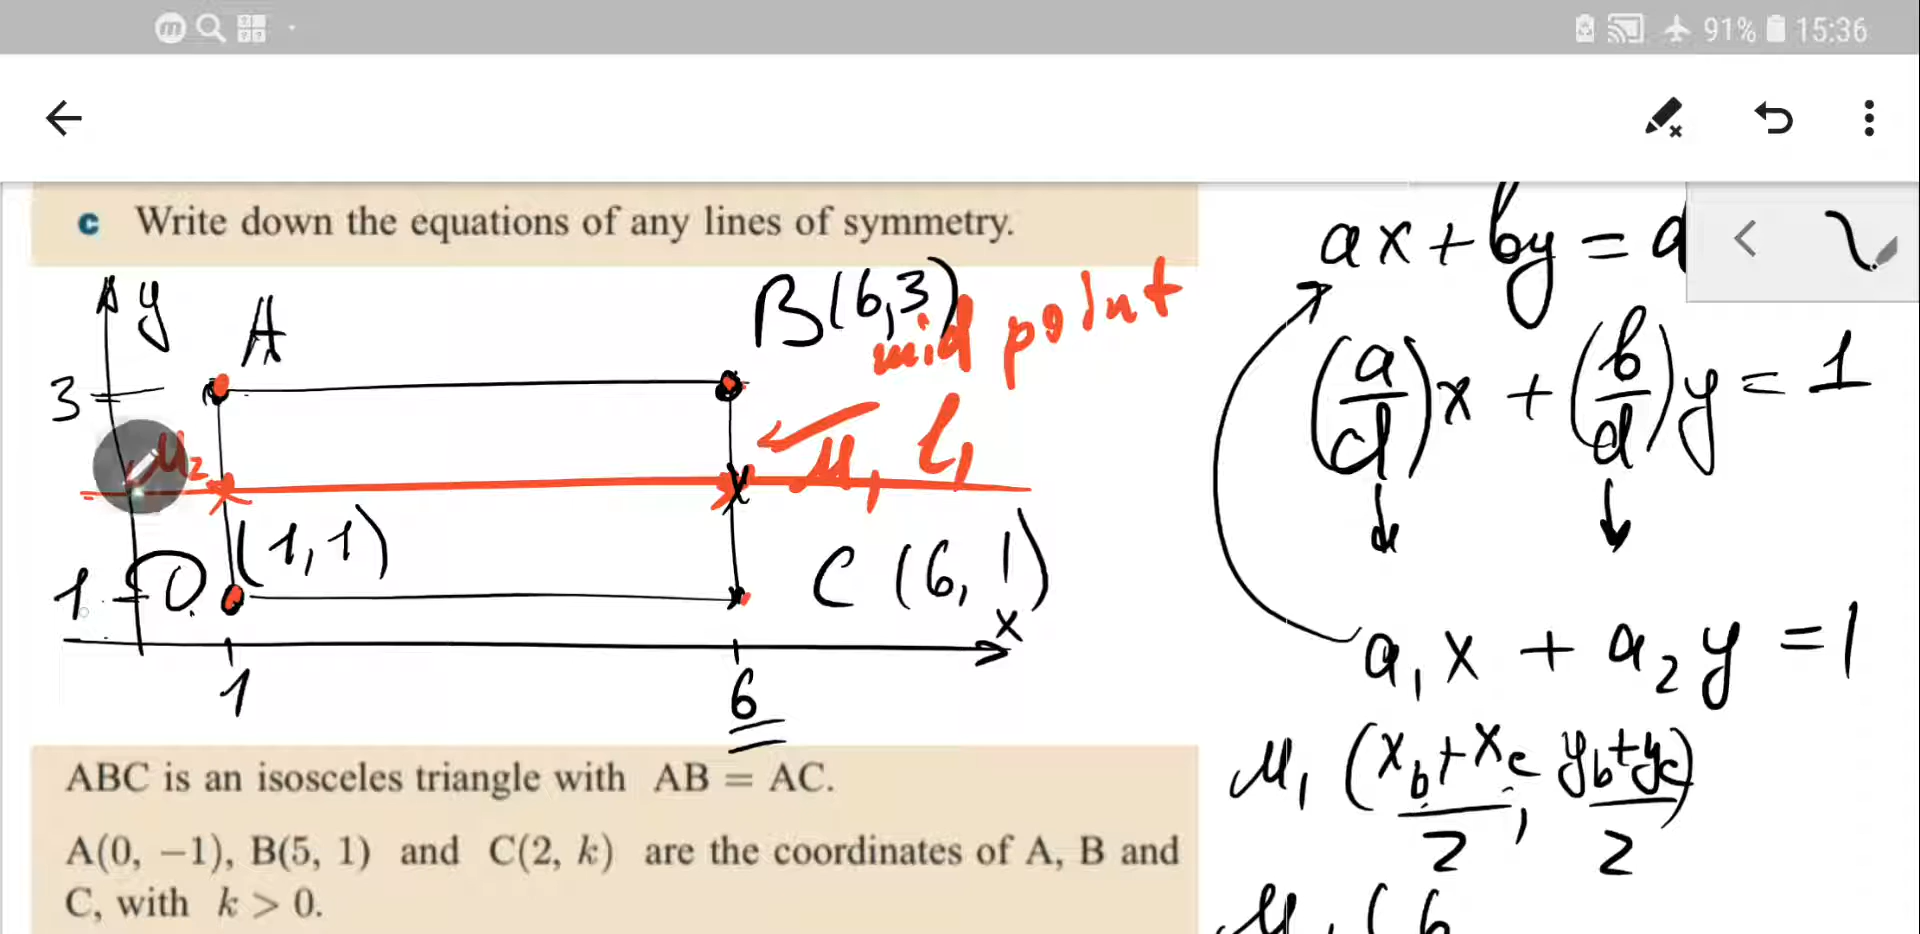 91% 15:36
c Write down the equations of any lines of symmetry.
y
A
B(6,3)
mid point
3
M₂
M₁ l₁
D (1,1)
C (6, 1)
1
x
1
6
ax + by = d
(a/d)x + (b/d)y = 1
a₁x + a₂y = 1
M₁ (x_b+x_c/2, y_b+y_c/2)
M₁ (6
ABC is an isosceles triangle with AB = AC.
A(0, −1), B(5, 1) and C(2, k) are the coordinates of A, B and
C, with k > 0.